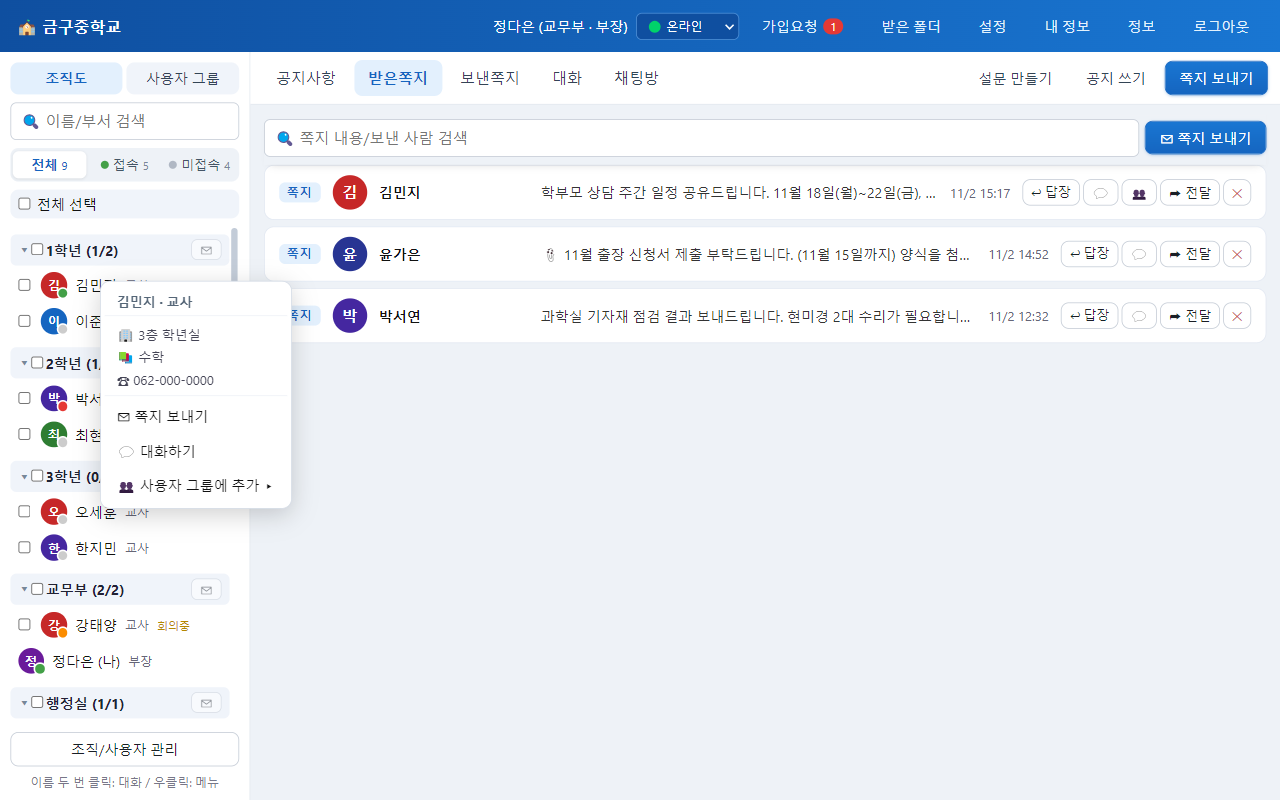 금구중학교
정다은 (교무부 · 부장)
온라인
가입요청 1
받은 폴더
설정
내 정보
정보
로그아웃
조직도
사용자 그룹
이름/부서 검색
전체 9
접속 5
미접속 4
전체 선택
1학년 (1/2)
김 김민지
이 이준
2학년 (1/
박 박서
최 최현
3학년 (0/
오 오세훈 교사
한 한지민 교사
교무부 (2/2)
강 강태양 교사 회의중
정 정다은 (나) 부장
행정실 (1/1)
조직/사용자 관리
이름 두 번 클릭: 대화 / 우클릭: 메뉴
김민지 · 교사
3층 학년실
수학
062-000-0000
쪽지 보내기
대화하기
사용자 그룹에 추가 ▸
공지사항
받은쪽지
보낸쪽지
대화
채팅방
설문 만들기
공지 쓰기
쪽지 보내기
쪽지 내용/보낸 사람 검색
쪽지 보내기
쪽지 김 김민지 학부모 상담 주간 일정 공유드립니다. 11월 18일(월)~22일(금), ... 11/2 15:17 답장 전달
쪽지 윤 윤가은 11월 출장 신청서 제출 부탁드립니다. (11월 15일까지) 양식을 첨... 11/2 14:52 답장 전달
쪽지 박 박서연 과학실 기자재 점검 결과 보내드립니다. 현미경 2대 수리가 필요합니... 11/2 12:32 답장 전달